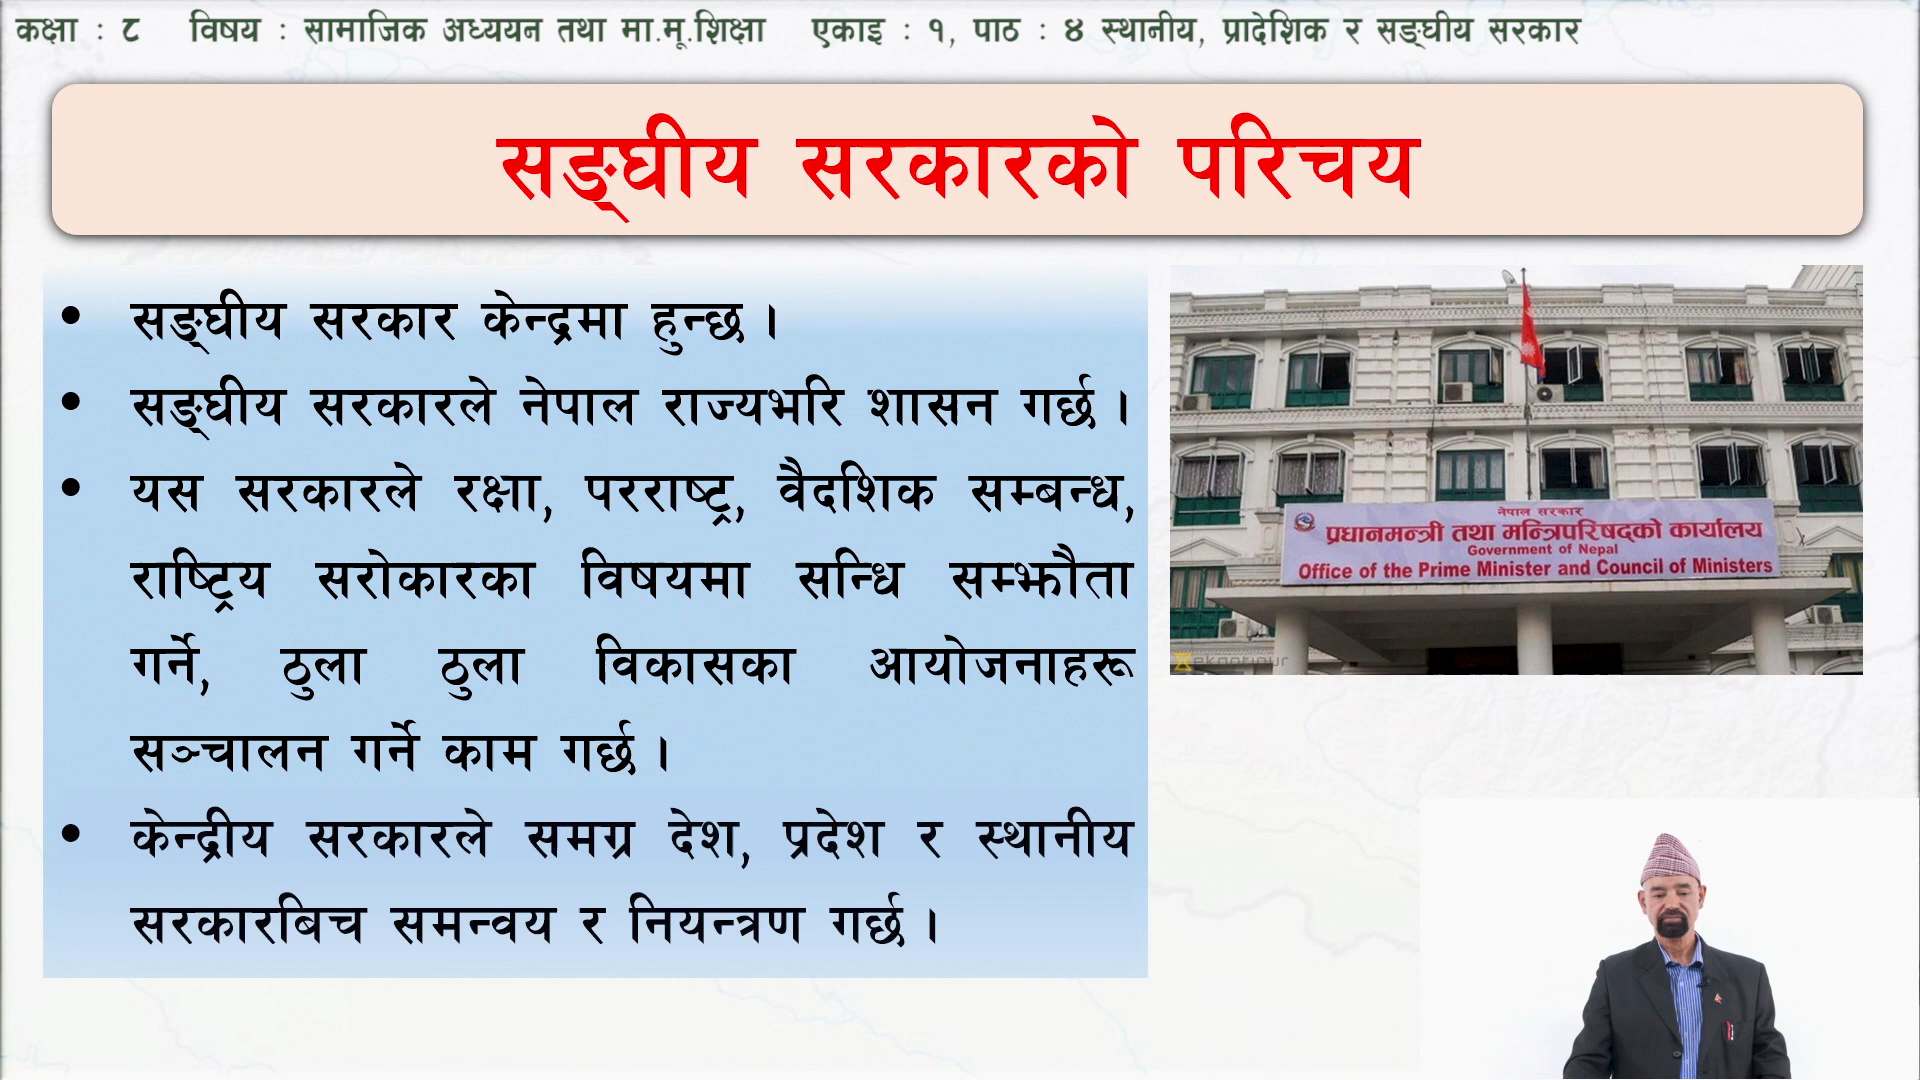 कक्षा : ८ विषय : सामाजिक अध्ययन तथा मा.मू.शिक्षा एकाइ : १, पाठ : ४ स्थानीय, प्रादेशिक र सङ्घीय सरकार
सङ्घीय सरकारको परिचय
• सङ्घीय सरकार केन्द्रमा हुन्छ ।
• सङ्घीय सरकारले नेपाल राज्यभरि शासन गर्छ ।
• यस सरकारले रक्षा, परराष्ट्र, वैदशिक सम्बन्ध,
राष्ट्रिय सरोकारका विषयमा सन्धि सम्झौता
गर्ने, ठुला ठुला विकासका आयोजनाहरू
सञ्चालन गर्ने काम गर्छ ।
• केन्द्रीय सरकारले समग्र देश, प्रदेश र स्थानीय
सरकारबिच समन्वय र नियन्त्रण गर्छ ।
नेपाल सरकार
प्रधानमन्त्री तथा मन्त्रिपरिषद्को कार्यालय
Government of Nepal
Office of the Prime Minister and Council of Ministers
ekantipur